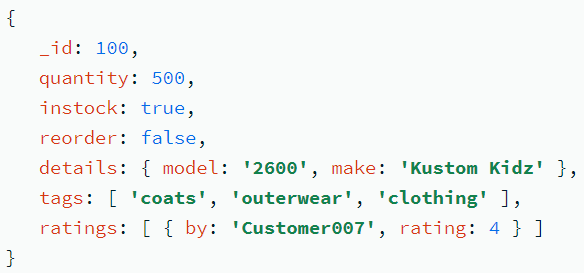 {
_id: 100,
quantity: 500,
instock: true,
reorder: false,
details: { model: '2600', make: 'Kustom Kidz' },
tags: [ 'coats', 'outerwear', 'clothing' ],
ratings: [ { by: 'Customer007', rating: 4 } ]
}